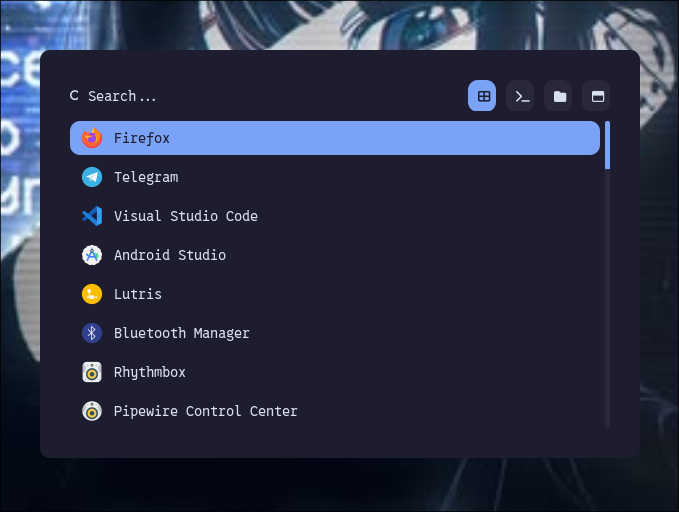 Search...
Firefox
Telegram
Visual Studio Code
Android Studio
Lutris
Bluetooth Manager
Rhythmbox
Pipewire Control Center